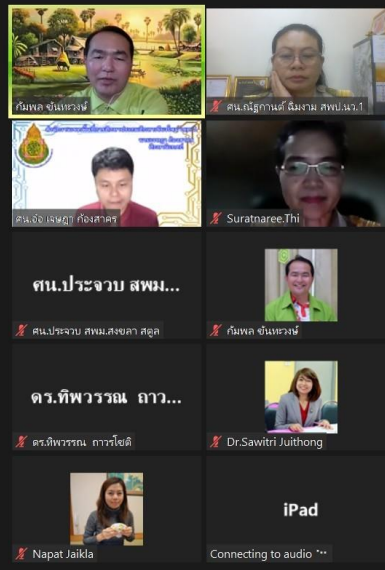 กัมพล ขันทะวงษ์
ศน.ณัฐกานต์ ฉิมงาม สพป.นว.1
ศน.อ๋อ เจษฎา ก้องสาคร
Suratnaree.Thi
ศน.ประจวบ สพม...
ศน.ประจวบ สพม.สงขลา สตูล
กัมพล ขันทะวงษ์
ดร.ทิพวรรณ ถาว...
ดร.ทิพวรรณ ถาวรโชติ
Dr.Sawitri Juithong
Napat Jaikla
iPad
Connecting to audio ···